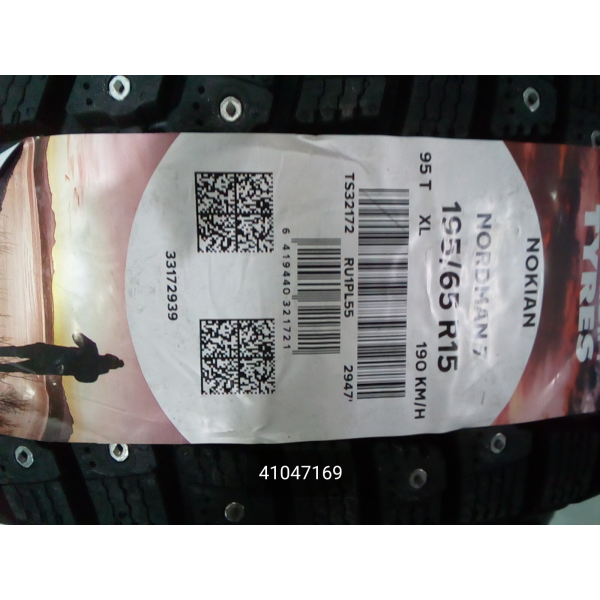 TYRES
NOKIAN
NORDMAN 7
195/65 R15
95 T XL 190 KM/H
TS32172 RU1PL55 2947'
6 419440 321721
33172939
41047169